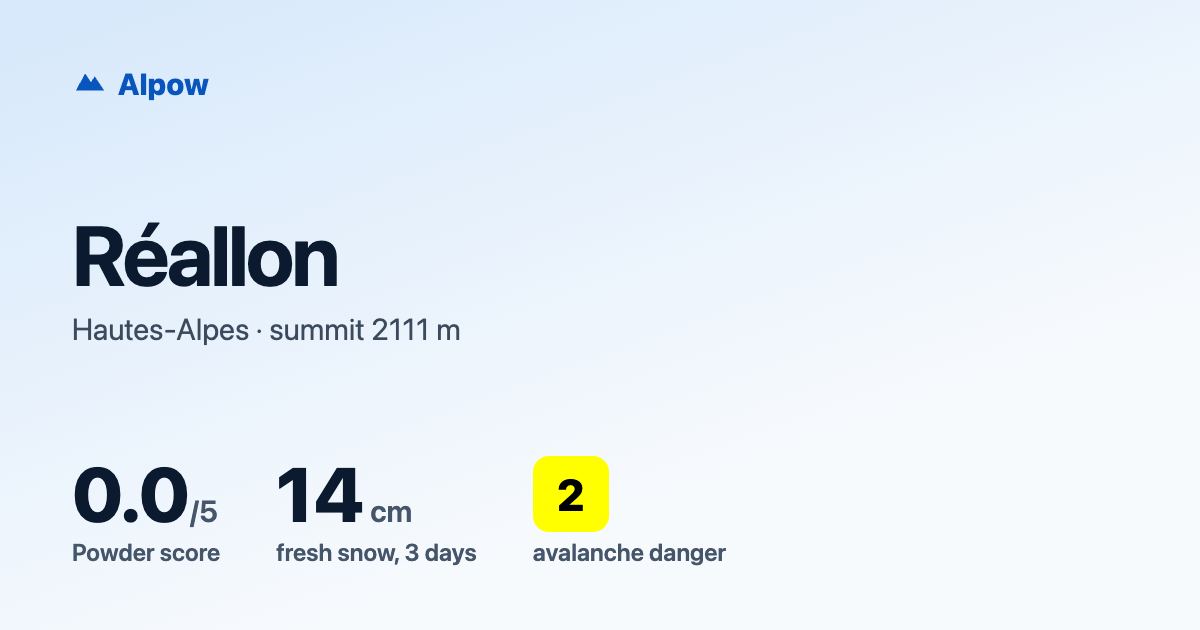 Alpow
Réallon
Hautes-Alpes · summit 2111 m
0.0/5
Powder score
14 cm
fresh snow, 3 days
2
avalanche danger